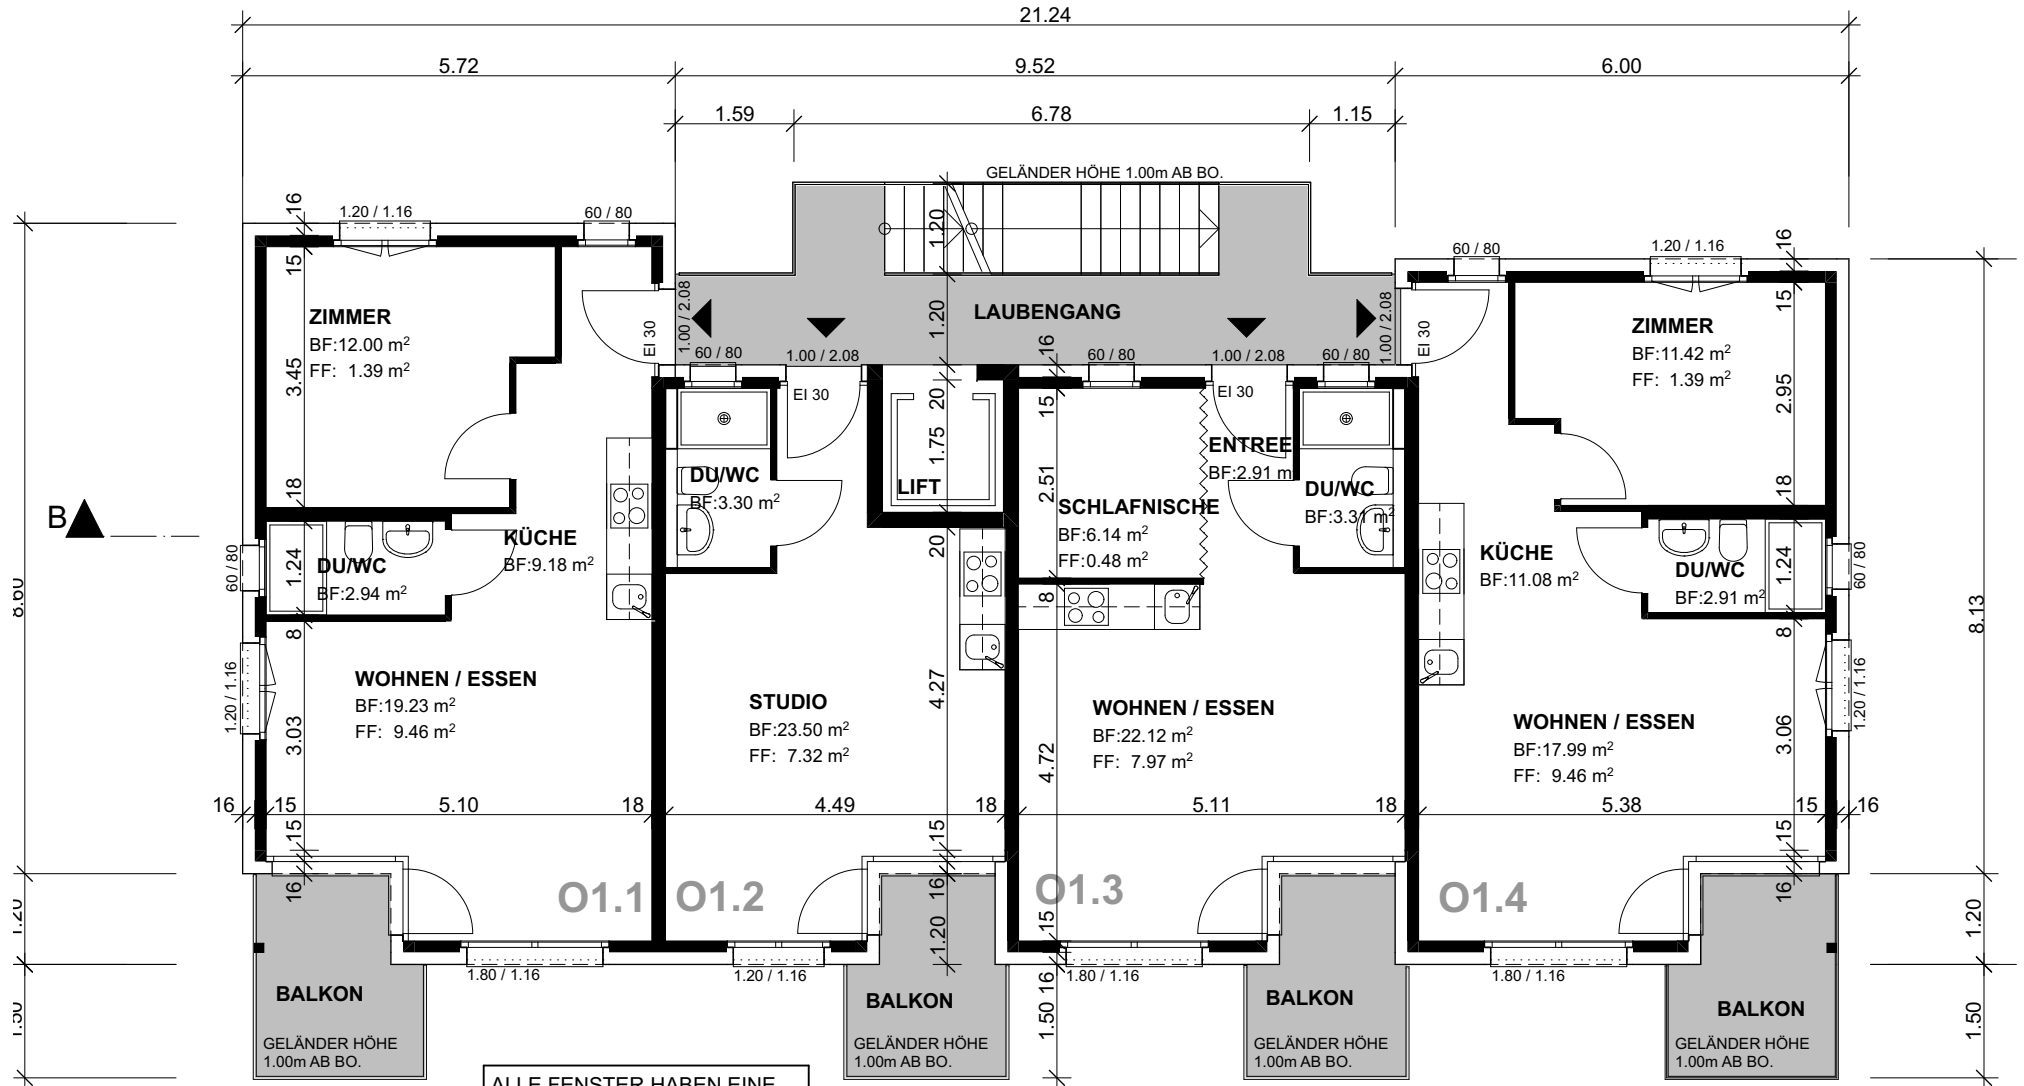 21.24
5.72
9.52
6.00
1.59
6.78
1.15
GELÄNDER HÖHE 1.00m AB BO.
16
1.20 / 1.16
60 / 80
1.20
60 / 80
1.20 / 1.16
16
15
ZIMMER
BF:12.00 m²
FF: 1.39 m²
3.45
18
EI 30
1.00 / 2.08
LAUBENGANG
1.20
1.00 / 2.08
EI 30
15
ZIMMER
BF:11.42 m²
FF: 1.39 m²
2.95
18
60 / 80
1.00 / 2.08
16
60 / 80
1.00 / 2.08
60 / 80
EI 30
20
15
EI 30
1.75
ENTREE
BF:2.91 m
DU/WC
BF:3.30 m²
LIFT
2.51
SCHLAFNISCHE
BF:6.14 m²
FF:0.48 m²
DU/WC
BF:3.31 m²
B
KÜCHE
BF:9.18 m²
20
KÜCHE
BF:11.08 m²
60 / 80
1.24
DU/WC
BF:2.94 m²
8
DU/WC
BF:2.91 m²
1.24
60 / 80
8.60
8.13
8
8
1.20 / 1.16
WOHNEN / ESSEN
BF:19.23 m²
FF: 9.46 m²
3.03
STUDIO
BF:23.50 m²
FF: 7.32 m²
4.27
WOHNEN / ESSEN
BF:22.12 m²
FF: 7.97 m²
4.72
WOHNEN / ESSEN
BF:17.99 m²
FF: 9.46 m²
3.06
1.20 / 1.16
16
15
5.10
18
4.49
18
5.11
18
5.38
15
16
15
15
15
16
O1.1
O1.2
16
O1.3
O1.4
16
1.20
1.20
15
1.20
1.80 / 1.16
1.20 / 1.16
1.80 / 1.16
1.80 / 1.16
16
BALKON
BALKON
BALKON
BALKON
1.50
1.50
1.50
GELÄNDER HÖHE
1.00m AB BO.
GELÄNDER HÖHE
1.00m AB BO.
GELÄNDER HÖHE
1.00m AB BO.
GELÄNDER HÖHE
1.00m AB BO.
ALLE FENSTER HABEN EINE